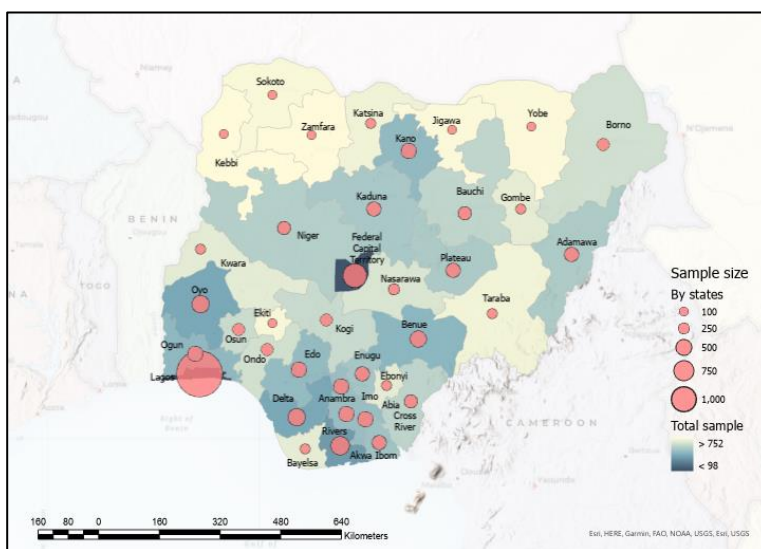 Niamey
Sokoto
Katsina
Jigawa
Yobe
Borno
N'Djamena
Zamfara
Kano
Kebbi
Kaduna
Bauchi
Gombe
BENIN
Niger
Federal
Capital
Territory
Adamawa
Kwara
Plateau
Nasarawa
Oyo
Taraba
TOGO
Ekiti
Kogi
Benue
Osun
Ogun
Ondo
Edo
Enugu
Lagos
Ebonyi
Delta
Anambra
Imo
Abia
Cross
River
Rivers
CAMEROON
Bayelsa
Akwa Ibom
Sample size
By states
100
250
500
750
1,000
Total sample
> 752
< 98
160 80 0 160 320 480 640
Kilometers
Esri, HERE, Garmin, FAO, NOAA, USGS, Esri, USGS